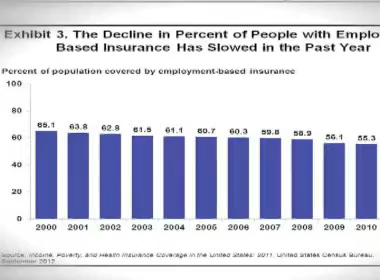 Exhibit 3. The Decline in Percent of People with Emplo
Based Insurance Has Slowed in the Past Year
Percent of population covered by employment-based insurance
100
80
60
40
20
0
65.1 63.8 62.8 61.5 61.1 60.7 60.3 59.8 58.9 56.1 55.3
2000 2001 2002 2003 2004 2005 2006 2007 2008 2009 2010
Source: Income, Poverty, and Health Insurance Coverage in the United States: 2011. United States Census Bureau,
September 2012.